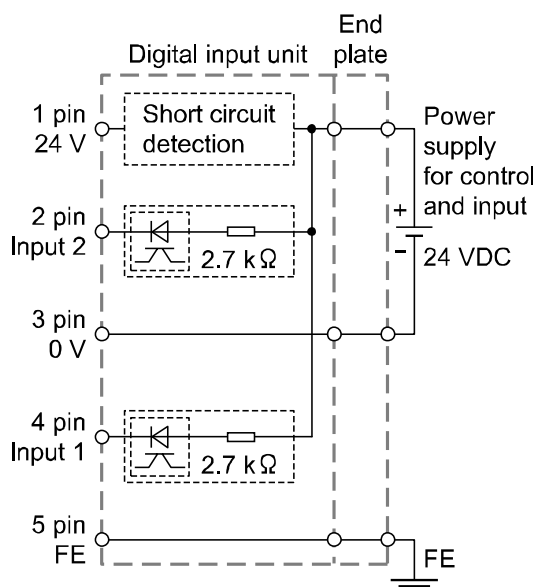 End
Digital input unit plate
1 pin
24 V
Short circuit
detection
Power
supply
for control
and input
2 pin
Input 2
2.7 kΩ
+
−
24 VDC
3 pin
0 V
4 pin
Input 1
2.7 kΩ
5 pin
FE
FE